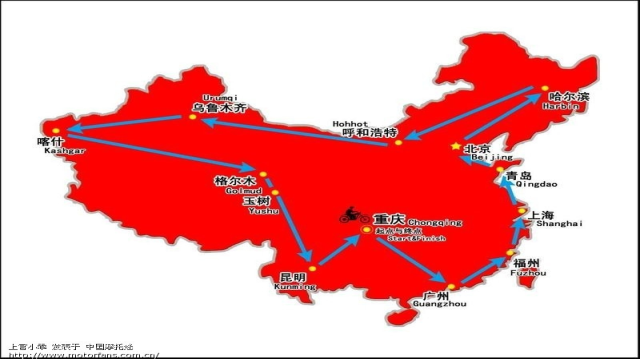 哈尔滨
Harbin
Urumqi
乌鲁木齐
Hohhot
呼和浩特
喀什
Kashgar
北京
Beijing
青岛
Qingdao
格尔木
Golmud
玉树
Yushu
重庆 Chongqing
起点与终点
Start&Finish
上海
Shanghai
福州
Fuzhou
昆明
Kunming
广州
Guangzhou
http://www.motorfans.com.cn/